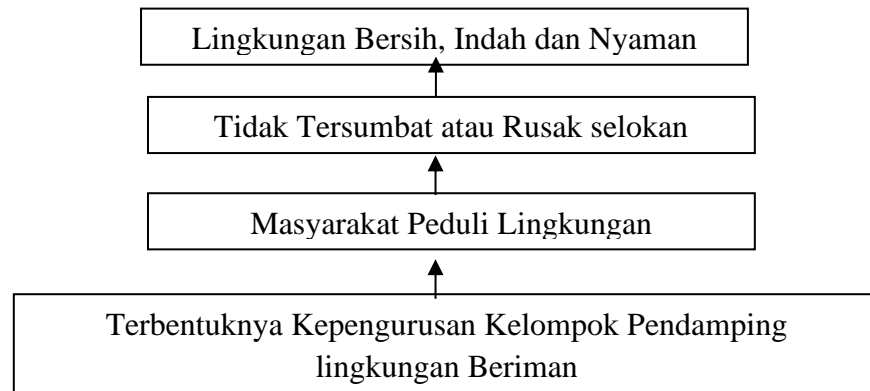 Lingkungan Bersih, Indah dan Nyaman
Tidak Tersumbat atau Rusak selokan
Masyarakat Peduli Lingkungan
Terbentuknya Kepengurusan Kelompok Pendamping
lingkungan Beriman